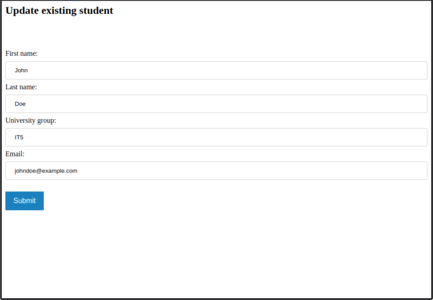 Update existing student
First name:
John
Last name:
Doe
University group:
IT5
Email:
johndoe@example.com
Submit